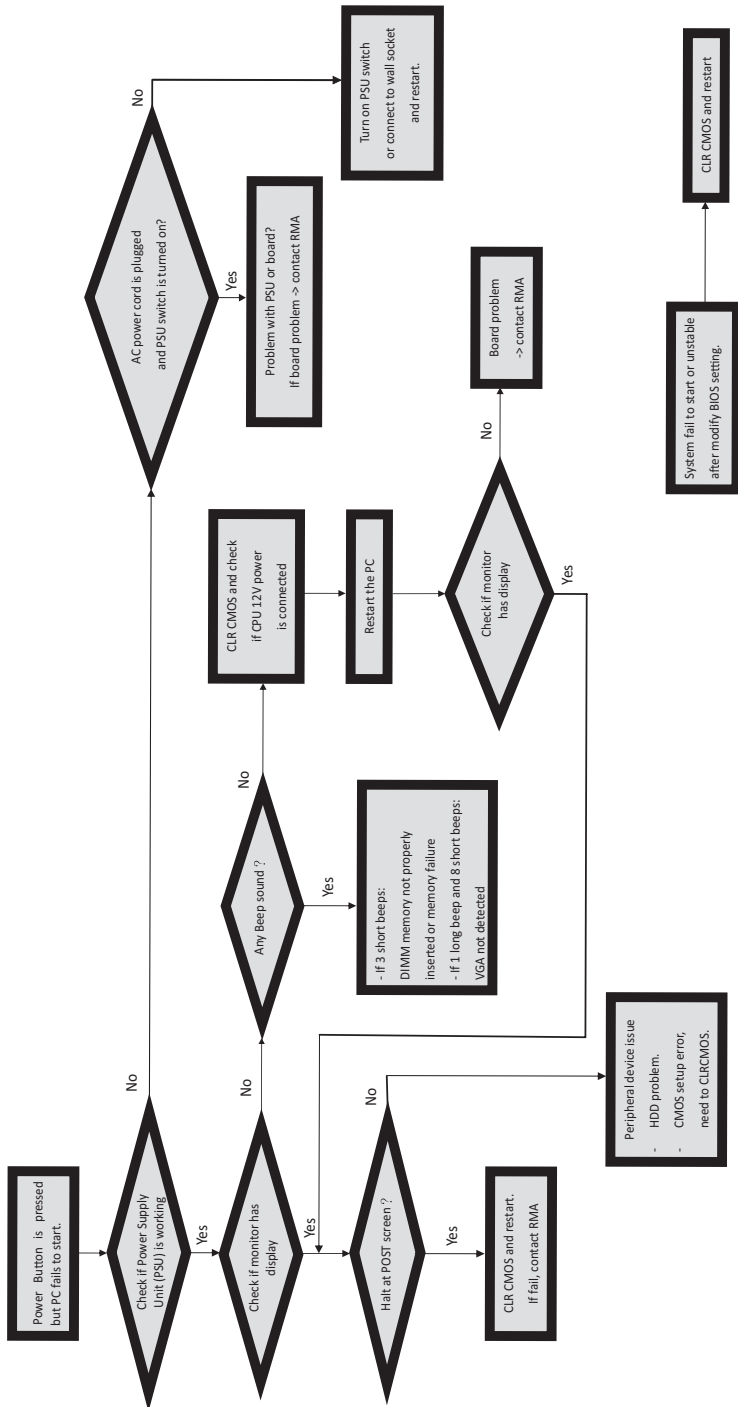 Power Button is pressed
but PC fails to start.
Check if Power Supply
Unit (PSU) is working
No
Yes
AC power cord is plugged
and PSU switch is turned on?
No
Yes
Turn on PSU switch
or connect to wall socket
and restart.
Problem with PSU or board?
If board problem -> contact RMA
Check if monitor has
display
No
Yes
Any Beep sound ?
No
Yes
CLR CMOS and check
if CPU 12V power
is connected
Restart the PC
Check if monitor
has display
No
Yes
Board problem
-> contact RMA
- If 3 short beeps:
DIMM memory not properly
inserted or memory failure
- If 1 long beep and 8 short beeps:
VGA not detected
Halt at POST screen ?
No
Yes
CLR CMOS and restart.
If fail, contact RMA
Peripheral device issue
- HDD problem.
- CMOS setup error,
need to CLRCMOS.
System fail to start or unstable
after modify BIOS setting.
CLR CMOS and restart